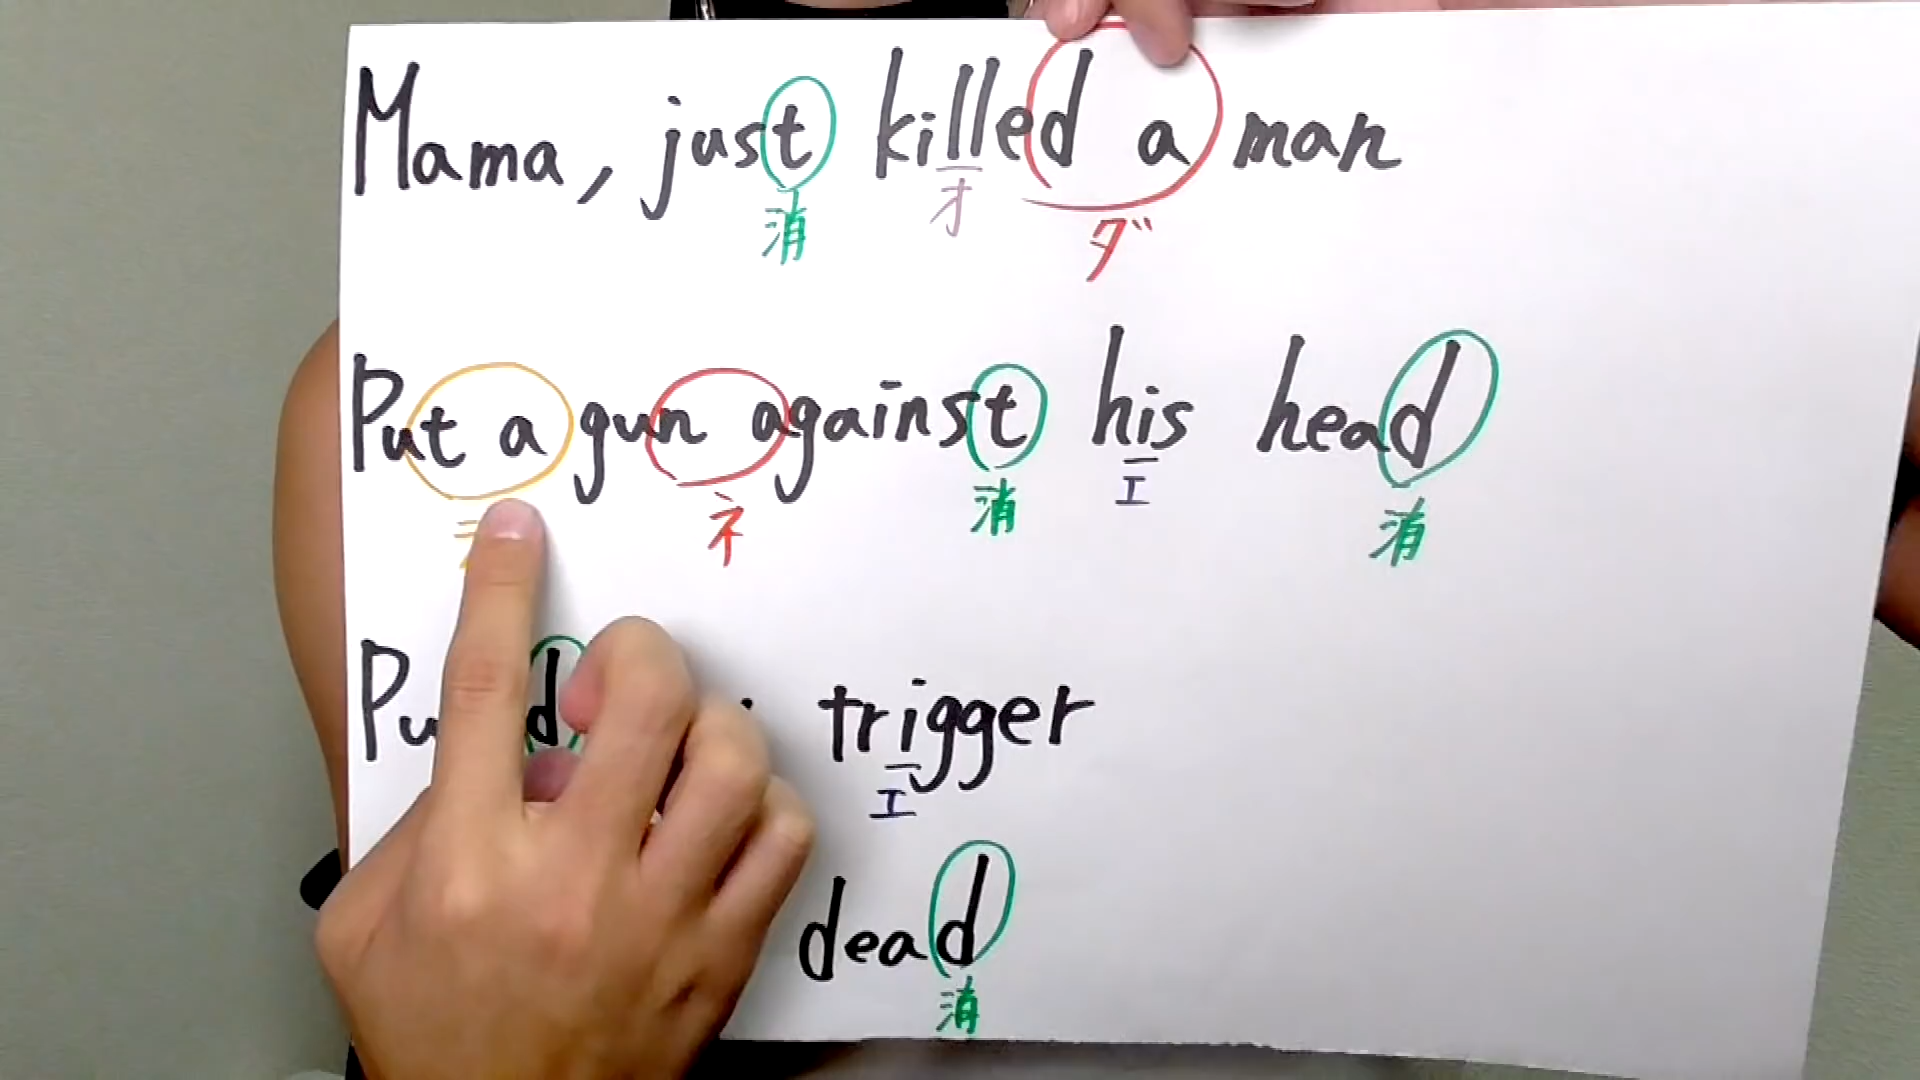 Mama, just killed a man
消 オ ダ
Put a gun against his head
ネ 消 エ 消
trigger
エ
dead
消